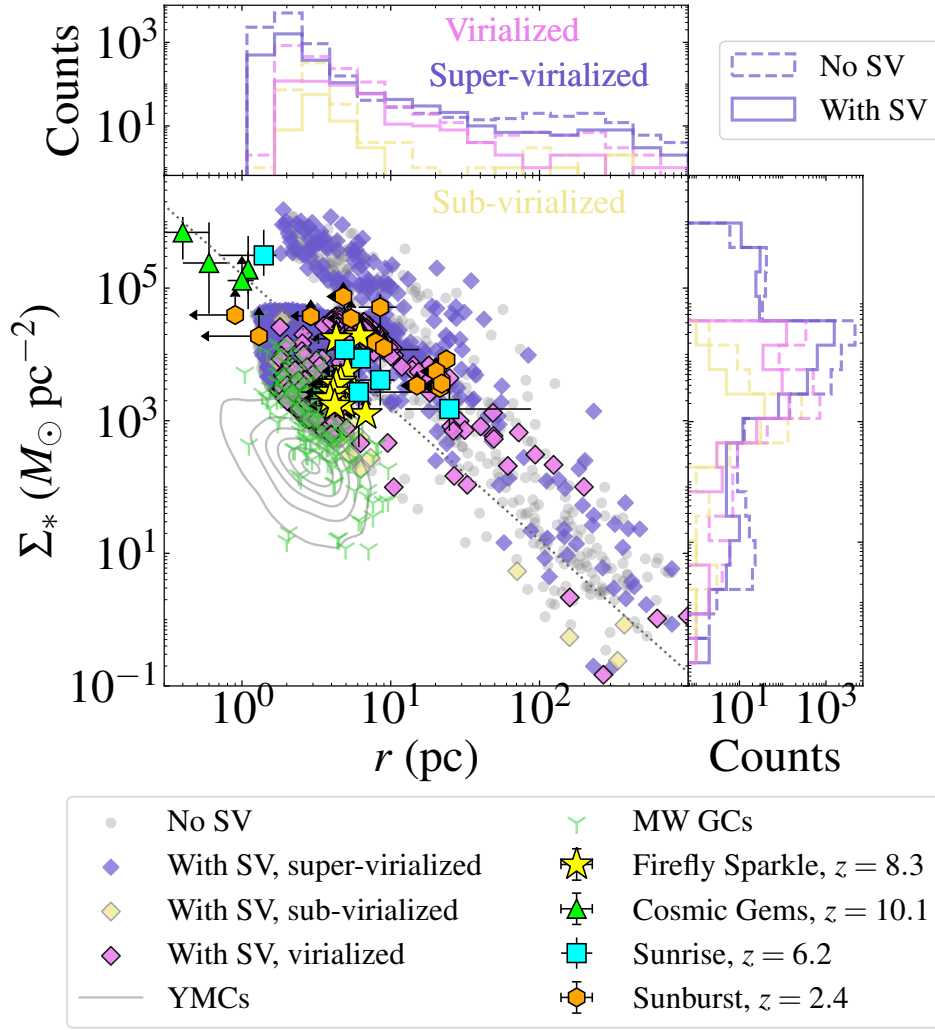 Counts
10³
10¹
Virialized
Super-virialized
No SV
With SV
Sub-virialized
Σ* (M⊙ pc⁻²)
10⁵
10³
10¹
10⁻¹
10⁰
10¹
10²
r (pc)
10¹
10³
Counts
No SV
With SV, super-virialized
With SV, sub-virialized
With SV, virialized
YMCs
MW GCs
Firefly Sparkle, z = 8.3
Cosmic Gems, z = 10.1
Sunrise, z = 6.2
Sunburst, z = 2.4